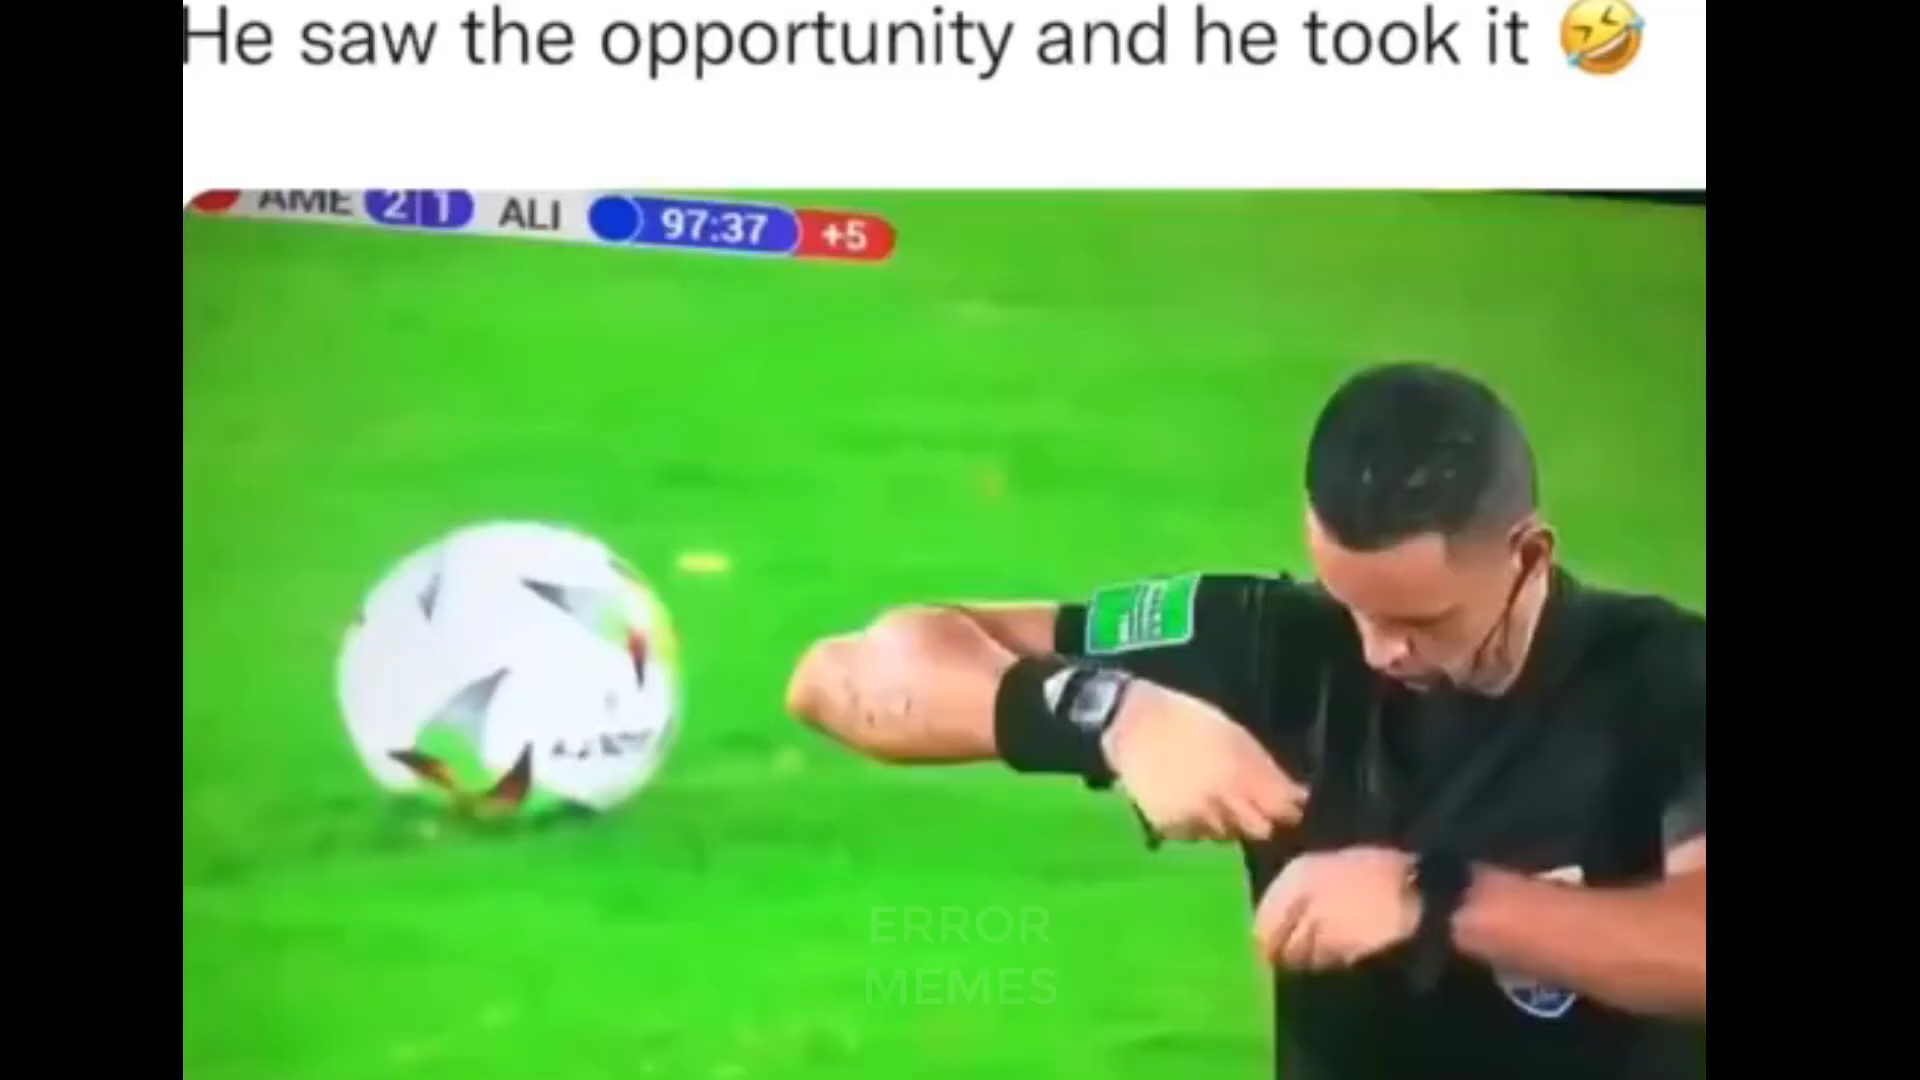 He saw the opportunity and he took it 🤣
AME 2 1 ALI 97:37 +5
ERROR
MEMES